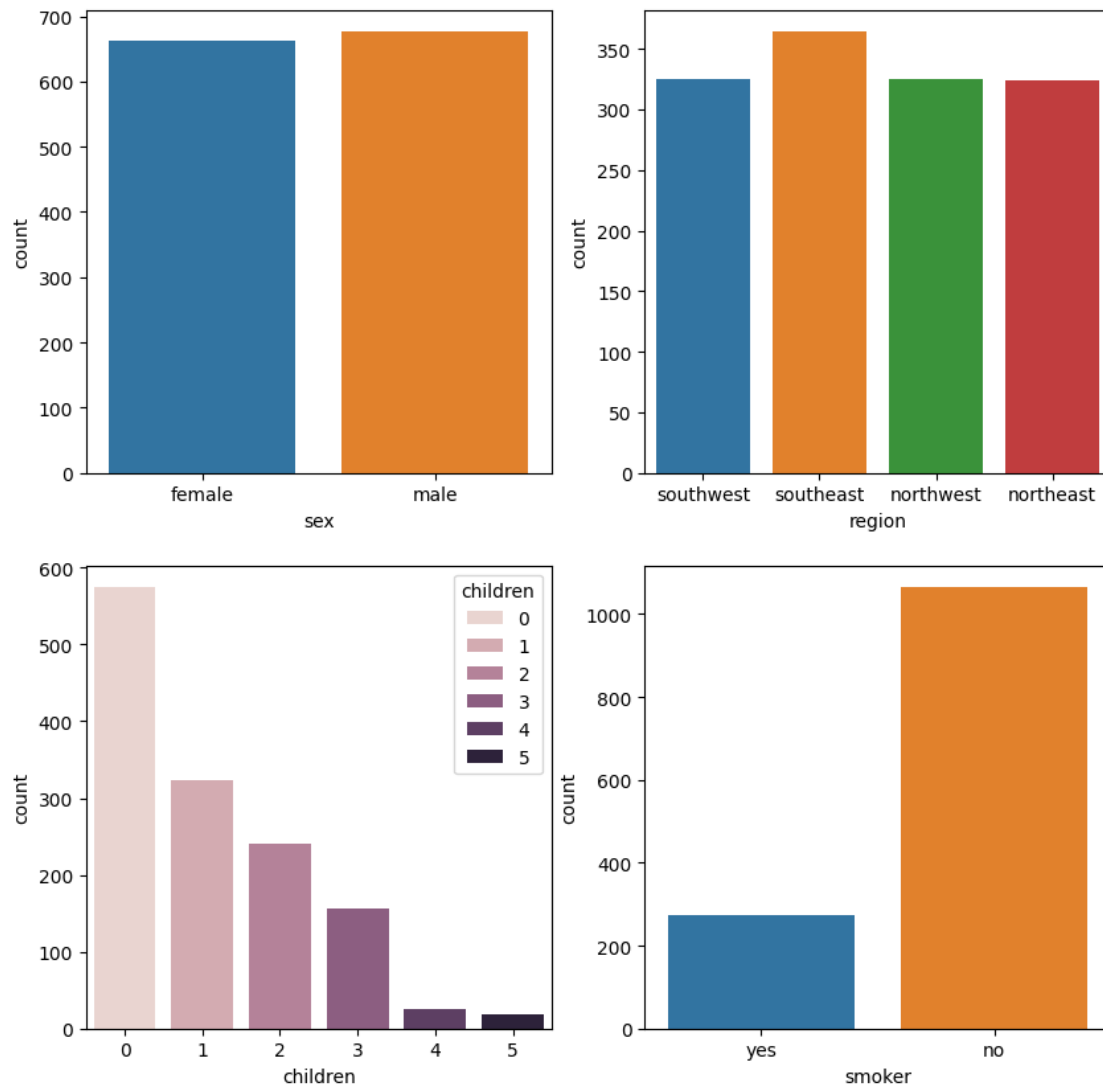 700
600
500
400
300
200
100
0
count
female male
sex
350
300
250
200
150
100
50
0
count
southwest southeast northwest northeast
region
600
500
400
300
200
100
0
count
children
0
1
2
3
4
5
0 1 2 3 4 5
children
1000
800
600
400
200
0
count
yes no
smoker